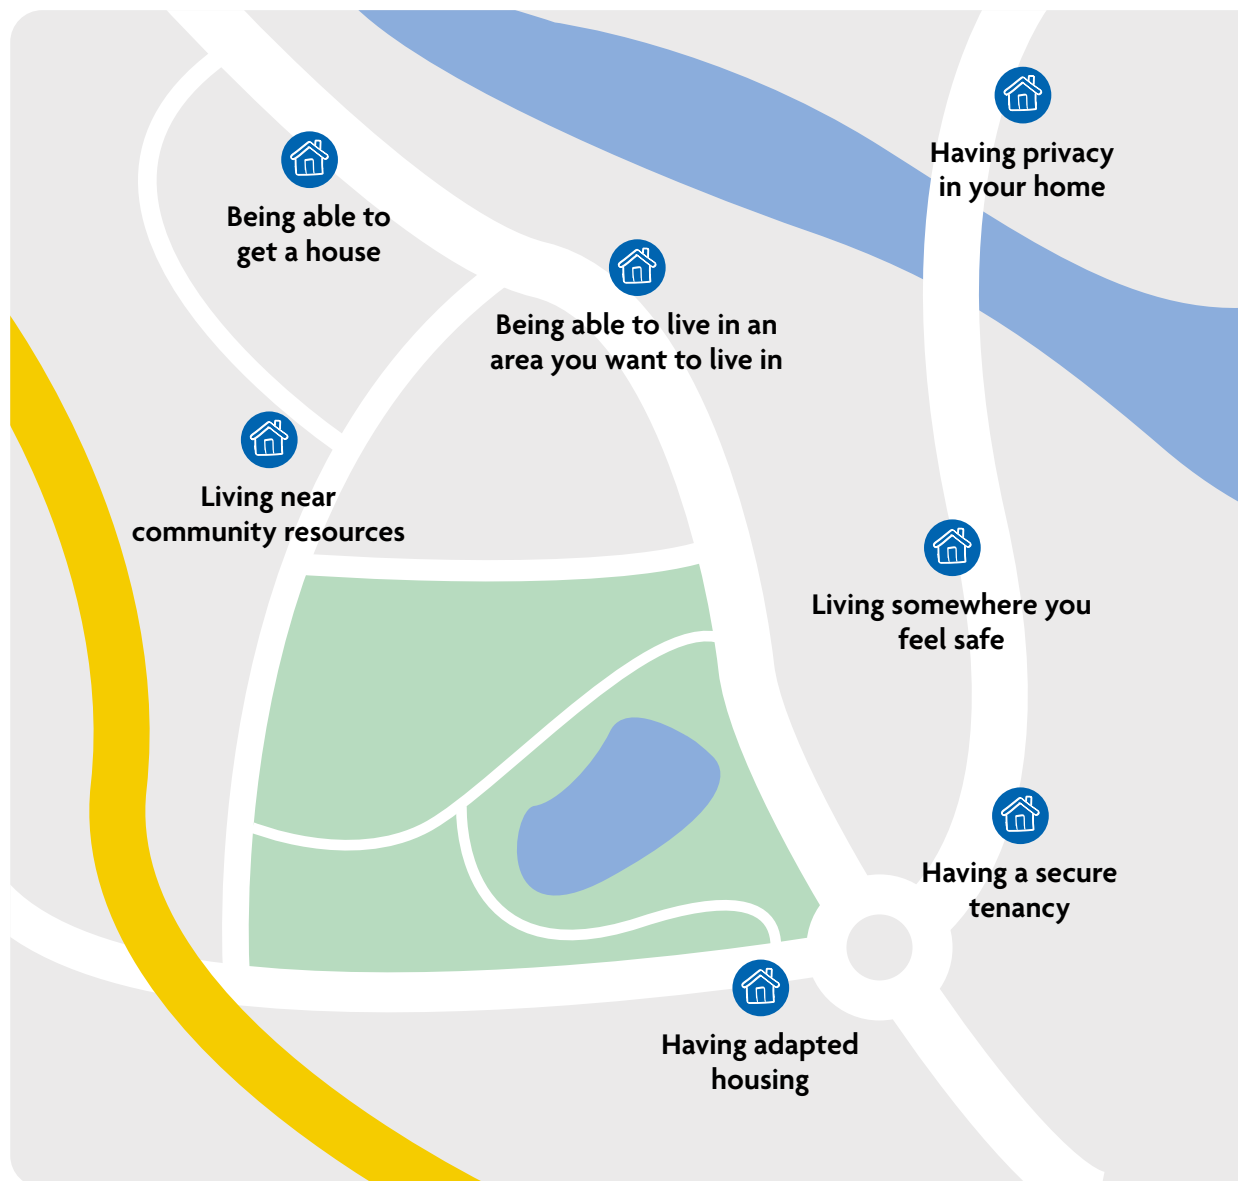 Having privacy
in your home
Being able to
get a house
Being able to live in an
area you want to live in
Living near
community resources
Living somewhere you
feel safe
Having a secure
tenancy
Having adapted
housing